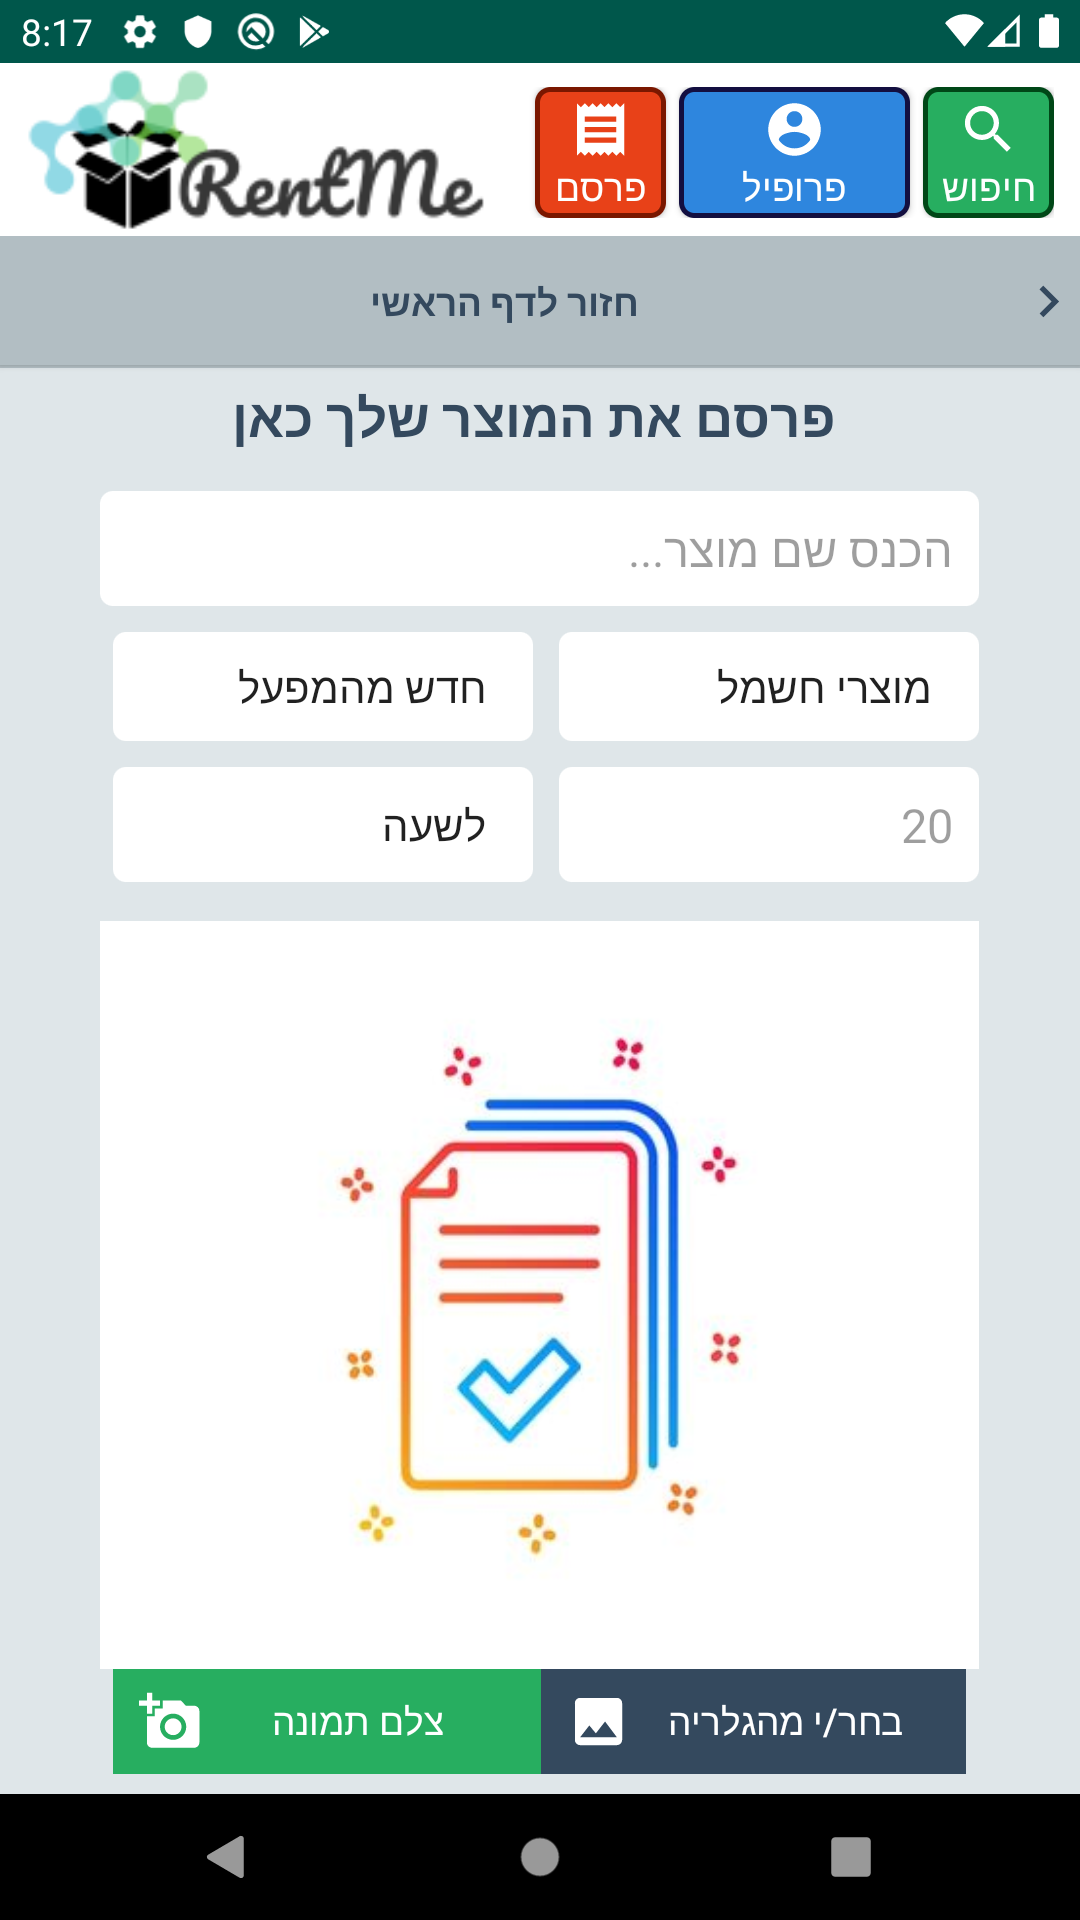 8:17
RentMe
חיפוש
פרופיל
פרסם
חזור לדף הראשי
פרסם את המוצר שלך כאן
הכנס שם מוצר...
מוצרי חשמל
חדש מהמפעל
20
לשעה
בחר/י מהגלריה
צלם תמונה